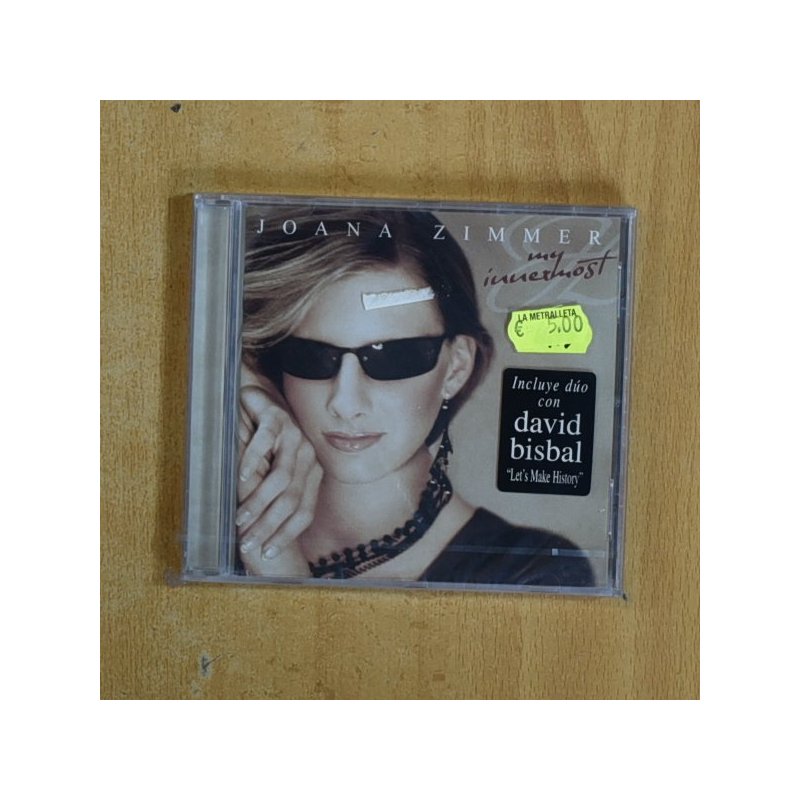 JOANA ZIMMER
my
innermost
LA METRALLETA
€ 5.00
Incluye dúo
con
david
bisbal
“Let's Make History”